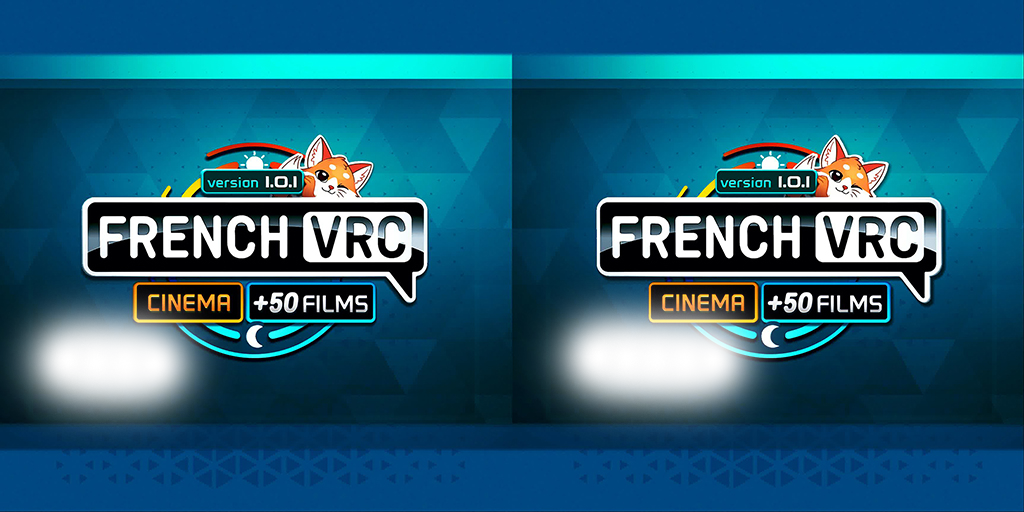 version 1.0.1
FRENCH VRC
CINEMA
+50 FILMS
version 1.0.1
FRENCH VRC
CINEMA
+50 FILMS